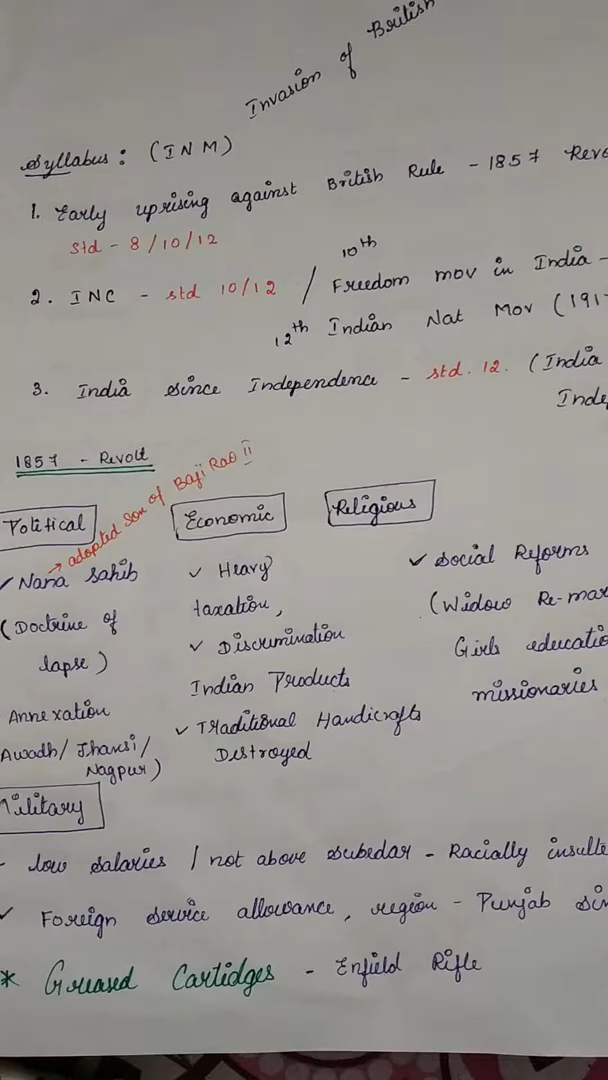 Invasion of British
Syllabus : (INM)
1. Early uprising against British Rule - 1857 Revo
Std - 8/10/12
2. INC - std 10/12 / 10th Freedom mov in India -
12th Indian Nat Mov (1917
3. India since Independence - std. 12. (India
Inde
1857 - Revolt
→ adopted son of Baji Rao II
Political
Economic
Religious
✓ Nana Sahib
(Doctrine of
lapse)
Annexation
Awadh/ Jhansi/
Nagpur)
✓ Heavy
taxation,
✓ Discrimination
Indian Products
✓ Traditional Handicrafts
Destroyed
✓ Social Reforms
(Widow Re-mar
Girls educatio
missionaries
Military
- low salaries / not above subedar - Racially insulte
✓ Foreign service allowance, region - Punjab sin
* Greased Cartidges - Enfield Rifle